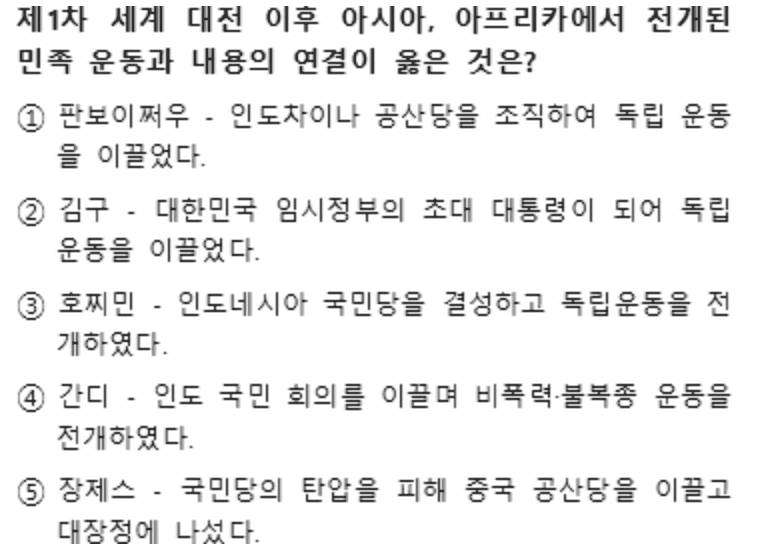 제1차 세계 대전 이후 아시아, 아프리카에서 전개된
민족 운동과 내용의 연결이 옳은 것은?
① 판보이쩌우 - 인도차이나 공산당을 조직하여 독립 운동
을 이끌었다.
② 김구 - 대한민국 임시정부의 초대 대통령이 되어 독립
운동을 이끌었다.
③ 호찌민 - 인도네시아 국민당을 결성하고 독립운동을 전
개하였다.
④ 간디 - 인도 국민 회의를 이끌며 비폭력·불복종 운동을
전개하였다.
⑤ 장제스 - 국민당의 탄압을 피해 중국 공산당을 이끌고
대장정에 나섰다.